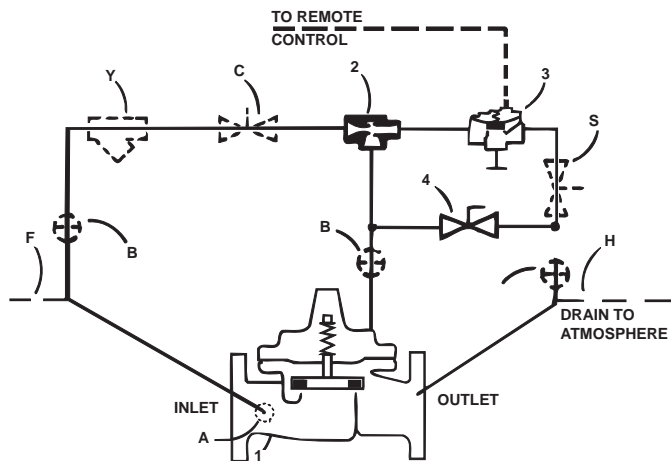 TO REMOTE
CONTROL
Y
C
2
3
S
F
B
B
4
H
DRAIN TO
ATMOSPHERE
INLET
OUTLET
A
1